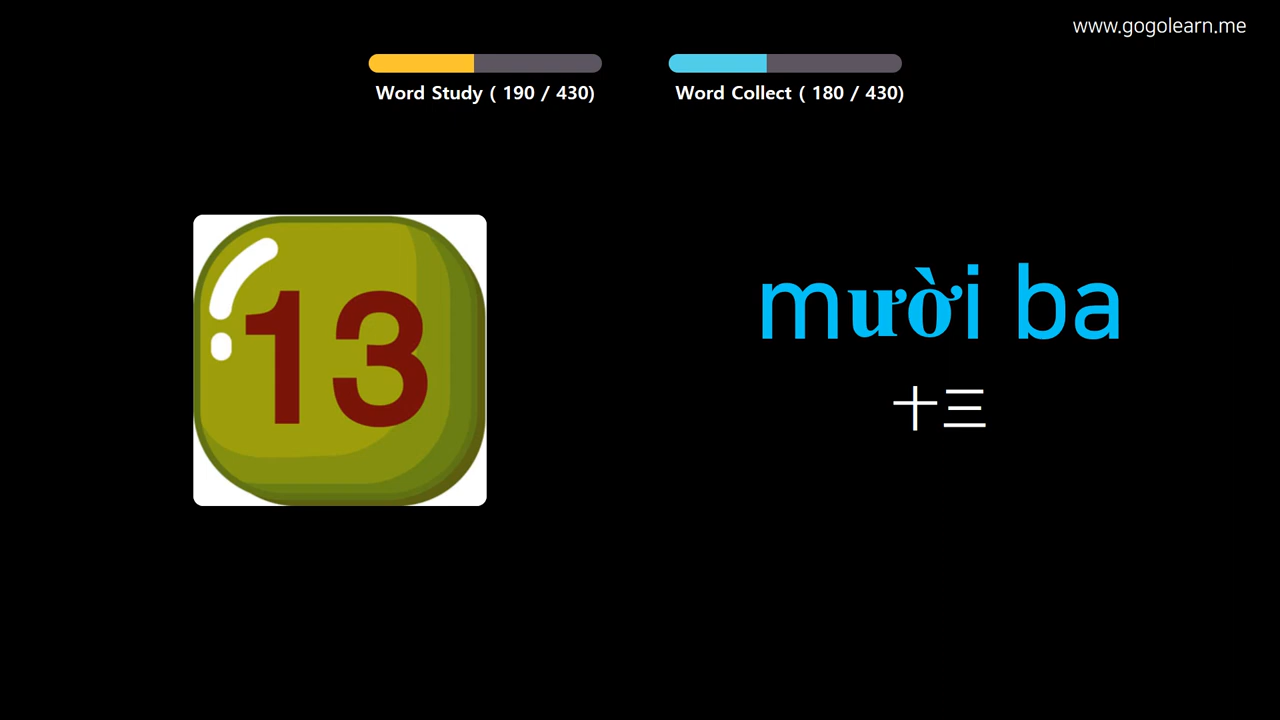 www.gogolearn.me
Word Study ( 190 / 430)
Word Collect ( 180 / 430)
13
mười ba
十三